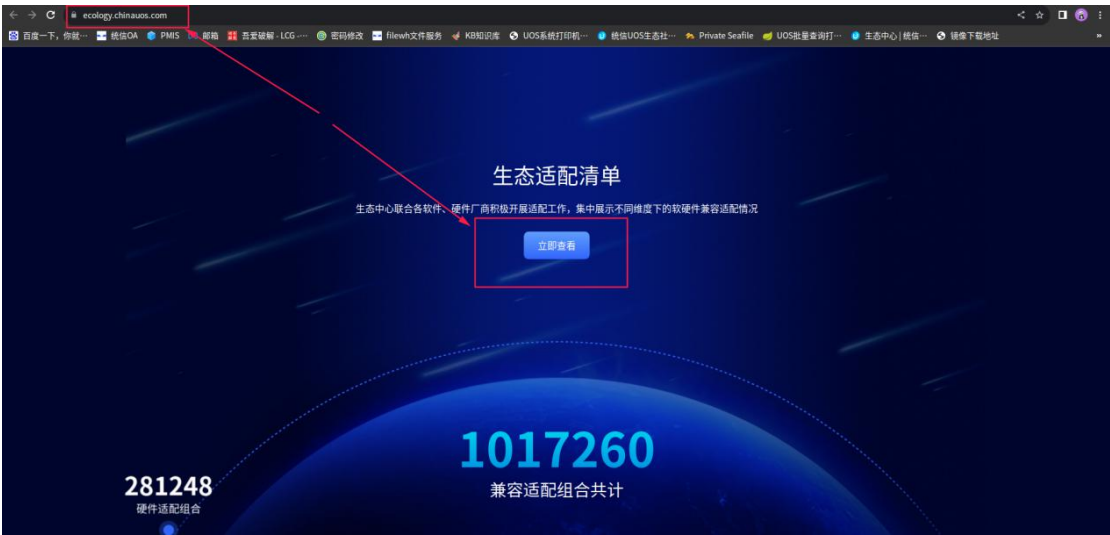 ecology.chinauos.com
百度一下，你就… 统信OA PMIS 邮箱 吾爱破解 - LCG -… 密码修改 filewh文件服务 KB知识库 UOS系统打印机… 统信UOS生态社… Private Seafile UOS批量查询打… 生态中心 | 统信… 镜像下载地址 »
生态适配清单
生态中心联合各软件、硬件厂商积极开展适配工作，集中展示不同维度下的软硬件兼容适配情况
立即查看
1017260
兼容适配组合共计
281248
硬件适配组合